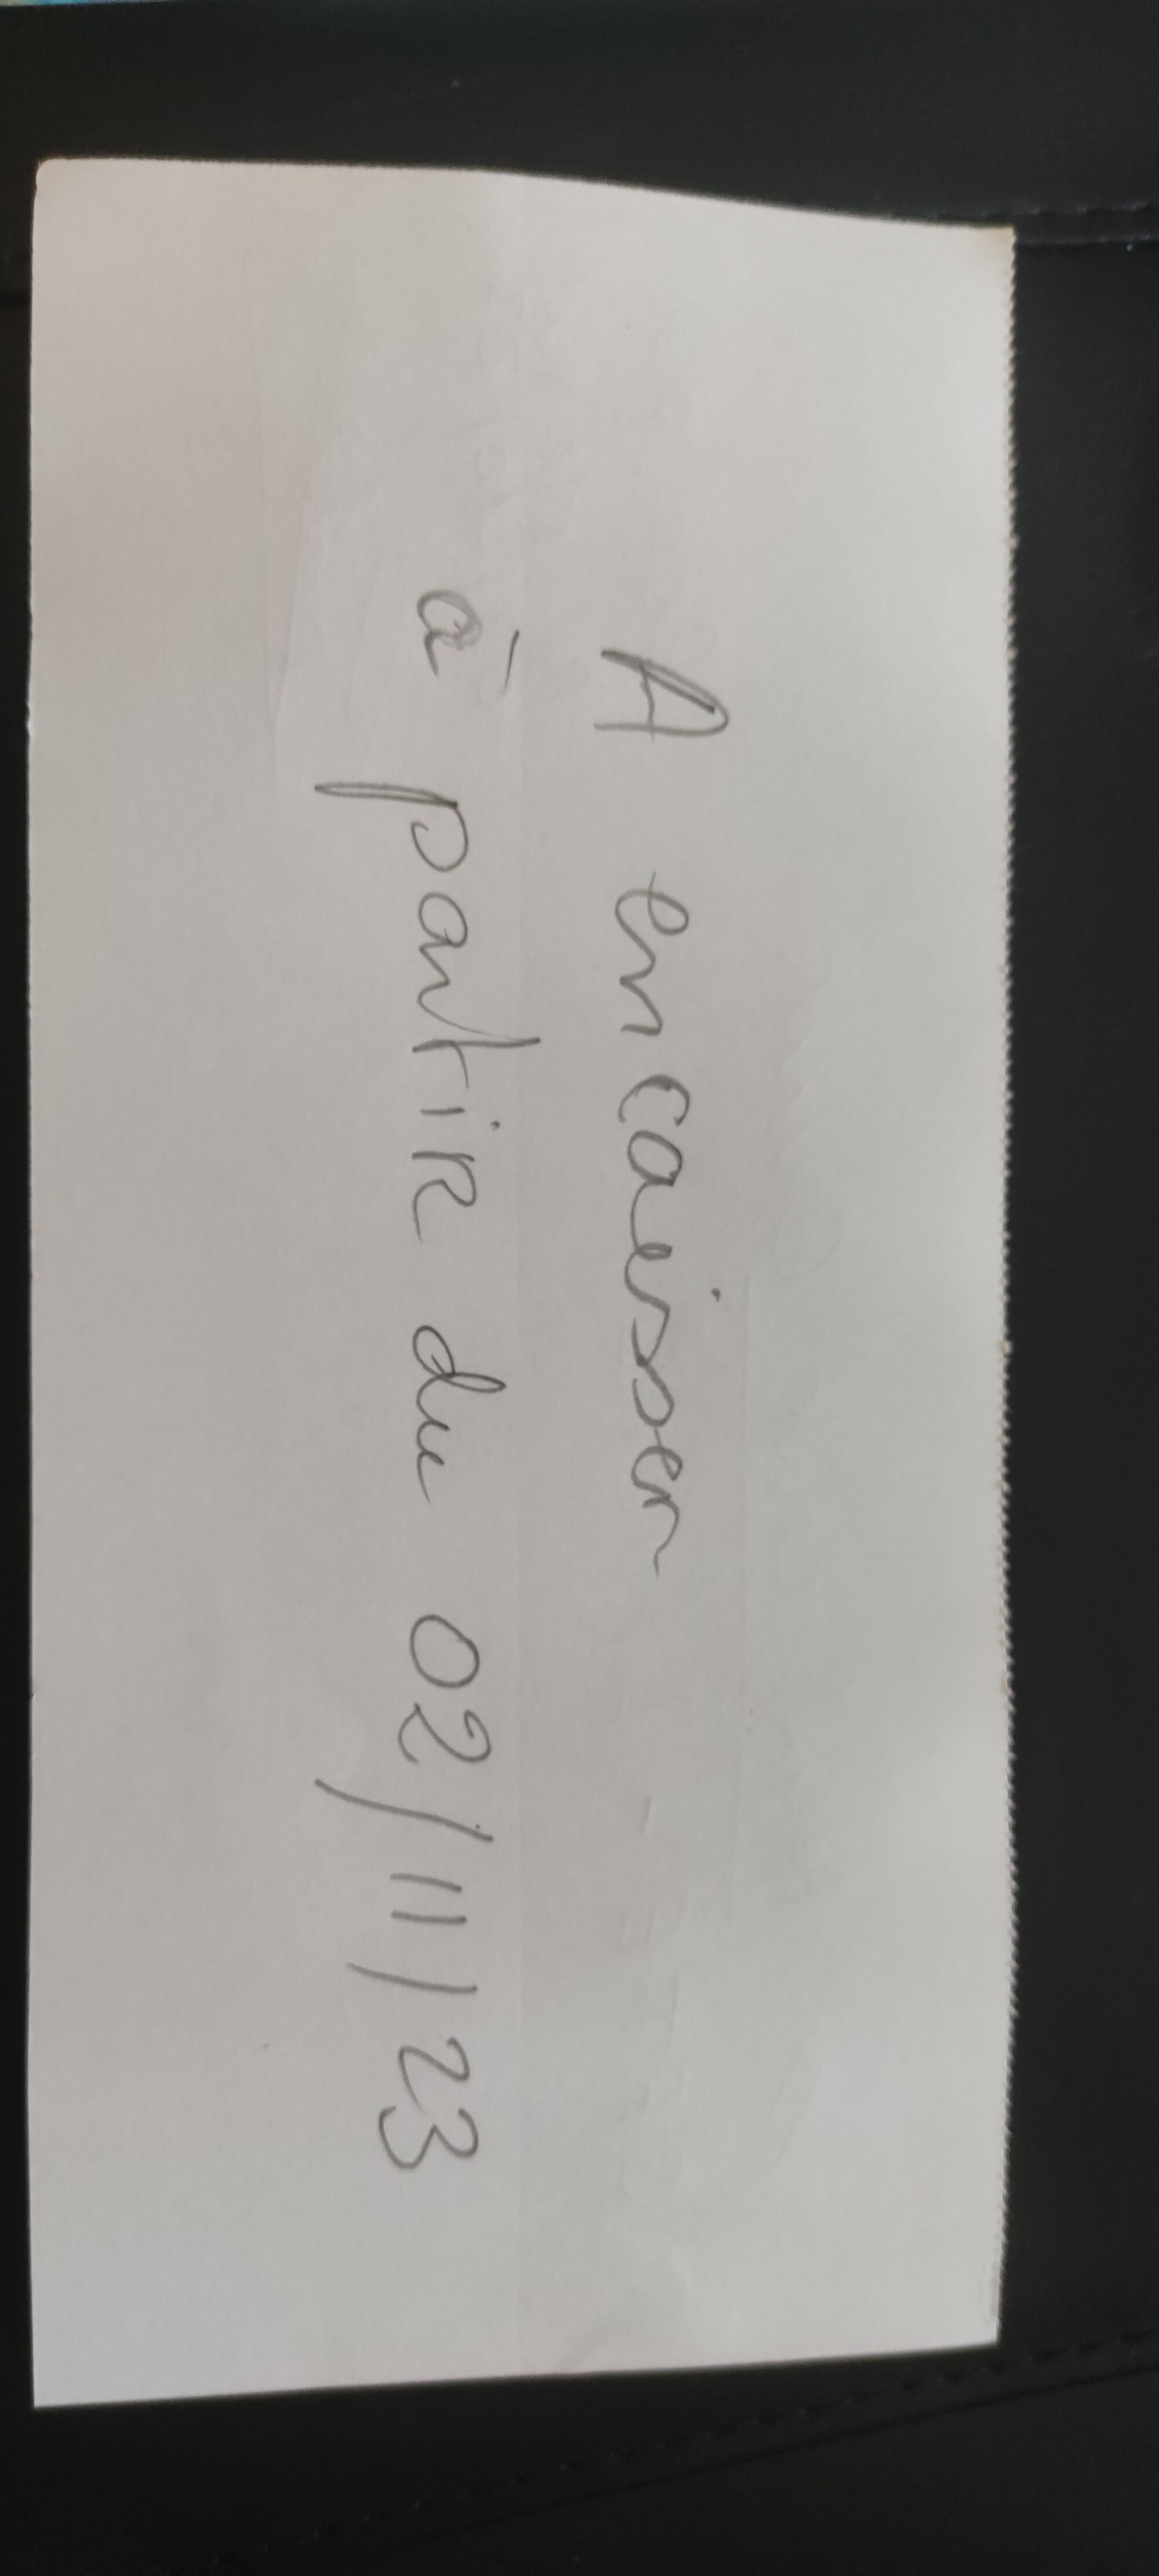 A encaisser
à partir du 02/11/23